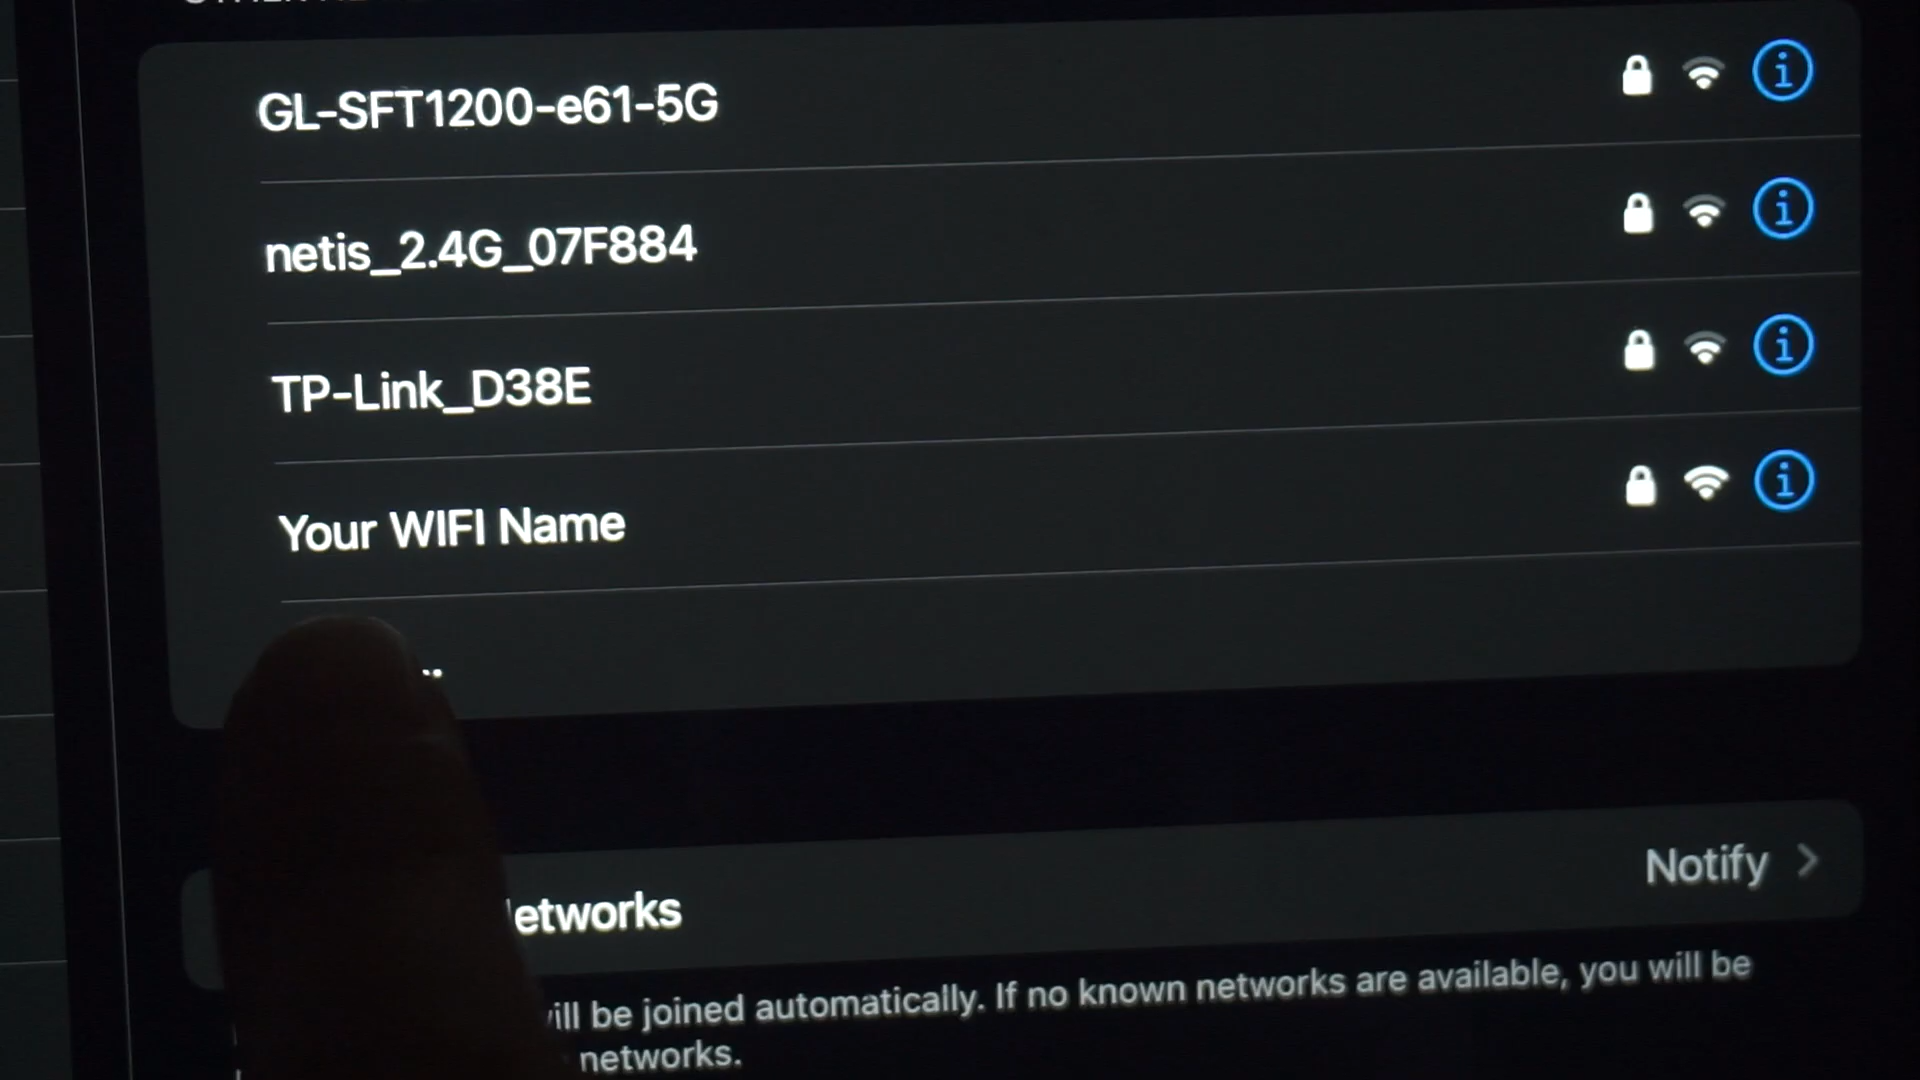 GL-SFT1200-e61-5G
netis_2.4G_07F884
TP-Link_D38E
Your WIFI Name
..
etworks
Notify
ill be joined automatically. If no known networks are available, you will be
networks.